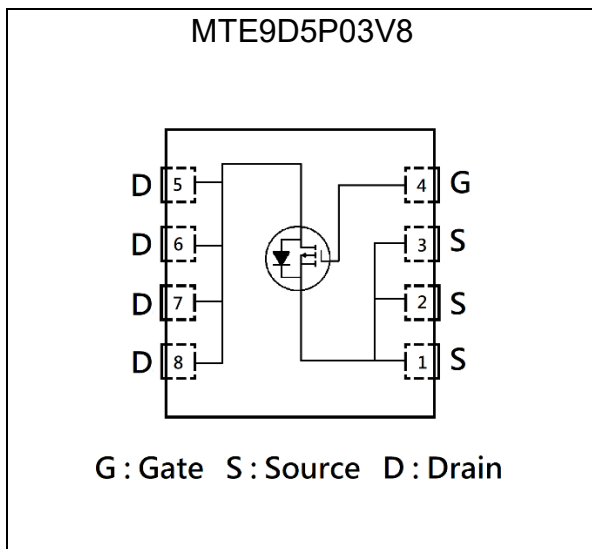 MTE9D5P03V8
D 5 4 G
D 6 3 S
D 7 2 S
D 8 1 S
G : Gate S : Source D : Drain